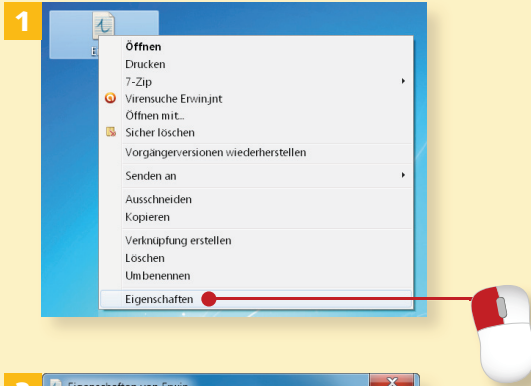 1
Öffnen
Drucken
7-Zip
Virensuche Erwin.jnt
Öffnen mit...
Sicher löschen
Vorgängerversionen wiederherstellen
Senden an
Ausschneiden
Kopieren
Verknüpfung erstellen
Löschen
Umbenennen
Eigenschaften
Eigenschaften von Erwin